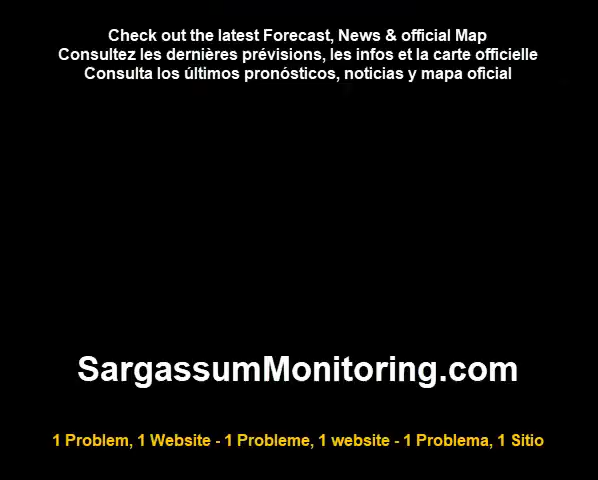 Check out the latest Forecast, News & official Map
Consultez les dernières prévisions, les infos et la carte officielle
Consulta los últimos pronósticos, noticias y mapa oficial
SargassumMonitoring.com
1 Problem, 1 Website - 1 Probleme, 1 website - 1 Problema, 1 Sitio